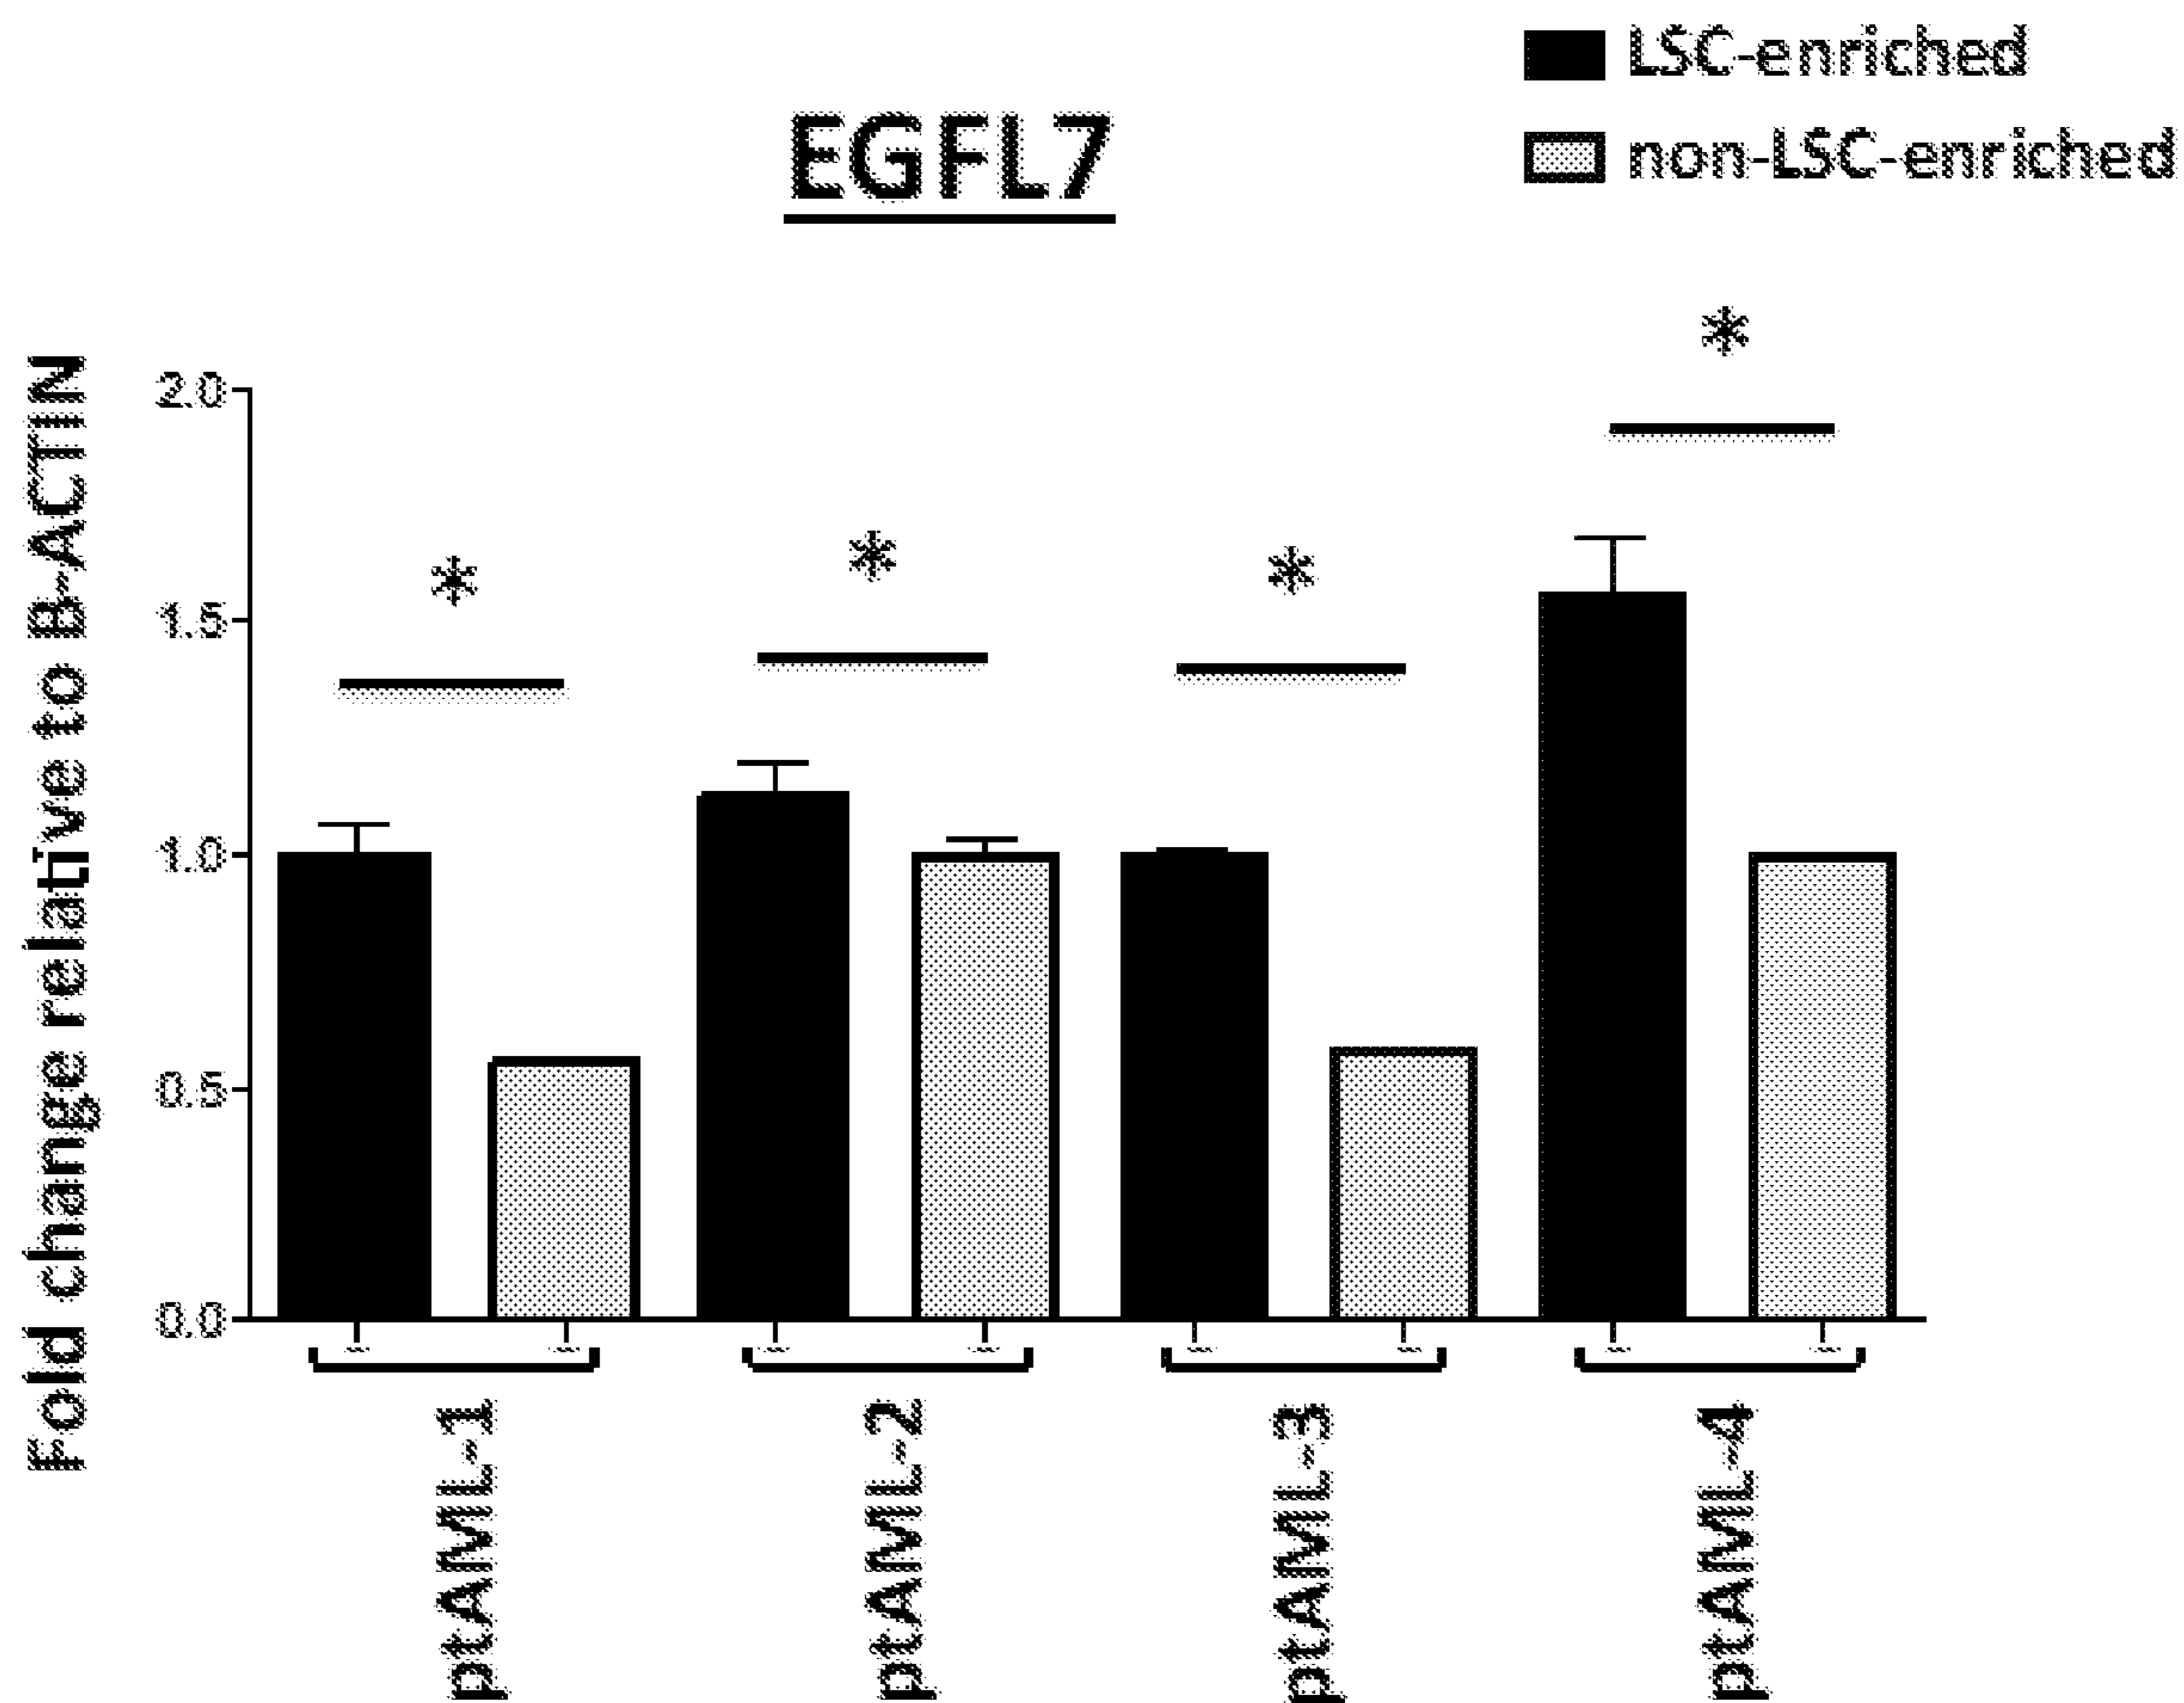 LSC-enriched
non-LSC-enriched
EGFL7
Fold change relative to B-ACTIN
2.0
1.5
1.0
0.5
0.0
ptAML-1
ptAML-2
ptAML-3
ptAML-4
*
*
*
*